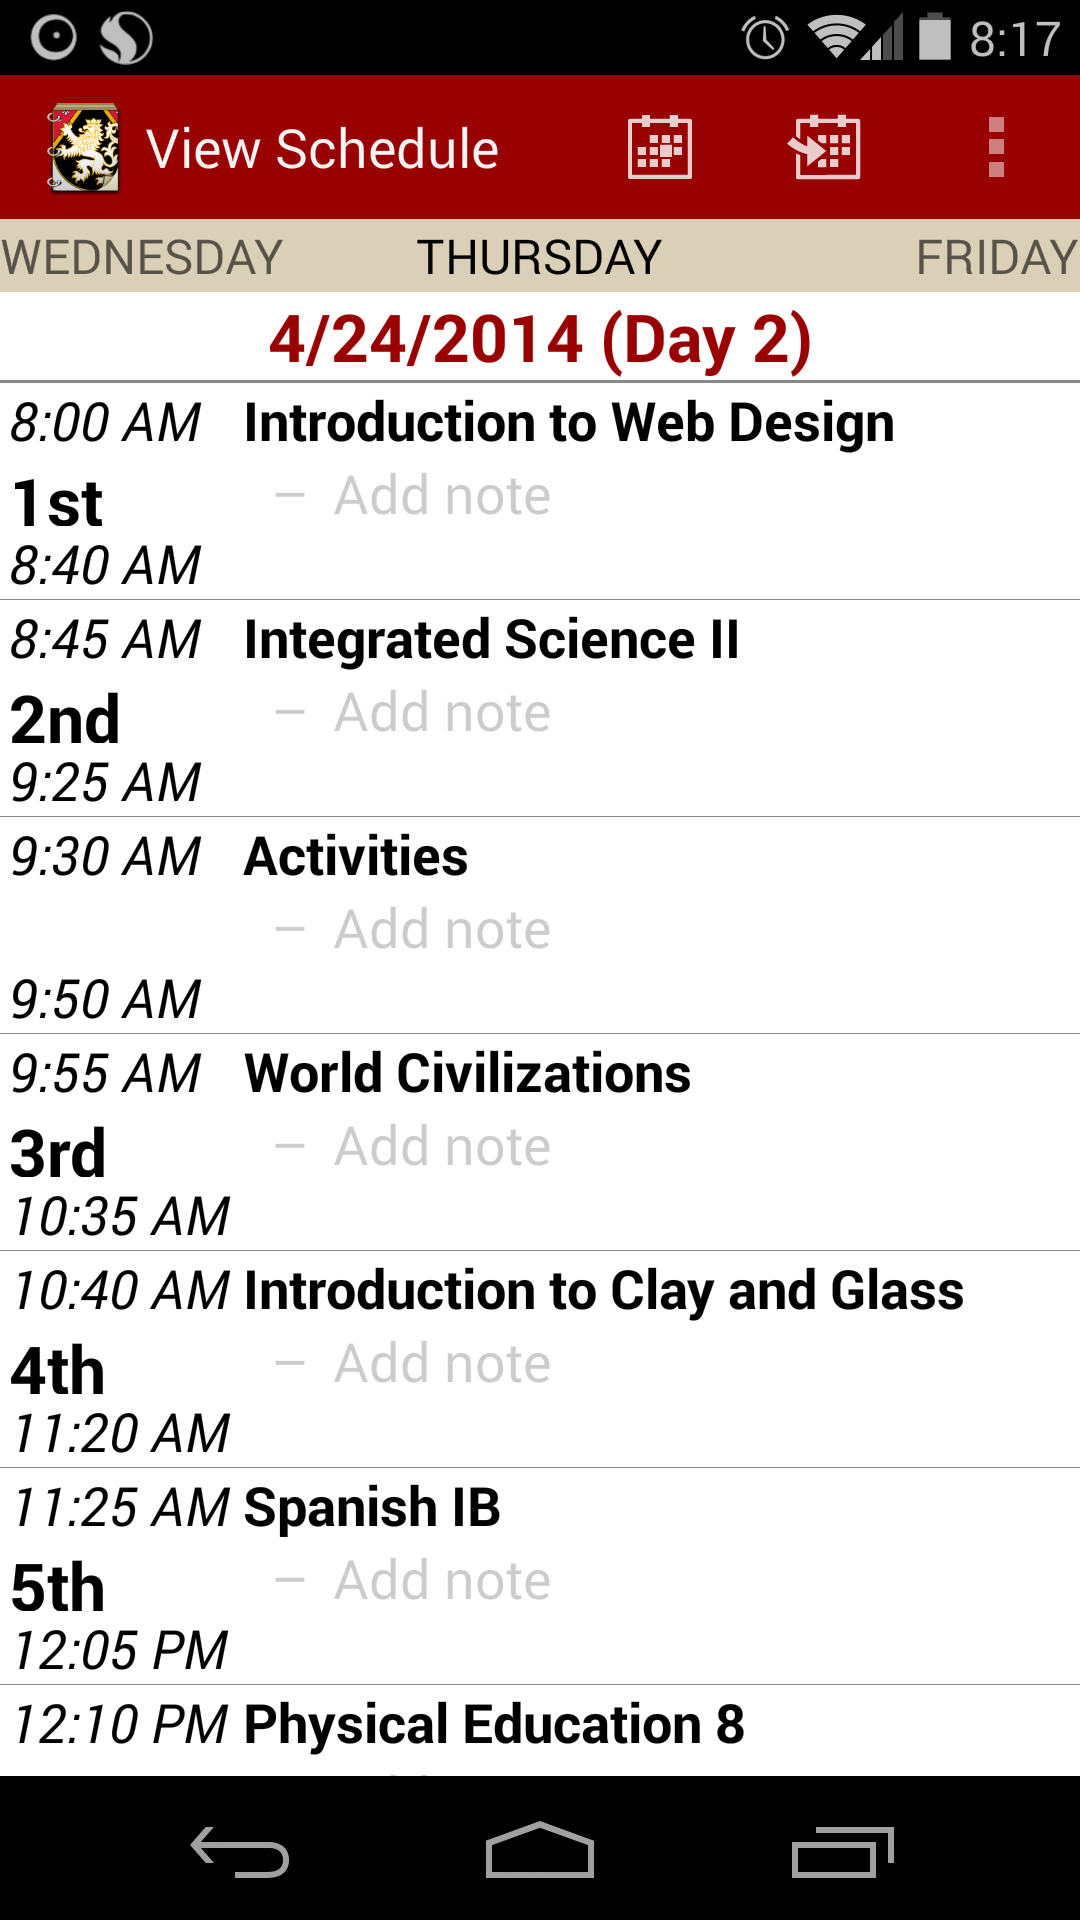 8:17
View Schedule
WEDNESDAY THURSDAY FRIDAY
4/24/2014 (Day 2)
8:00 AM Introduction to Web Design
1st – Add note
8:40 AM
8:45 AM Integrated Science II
2nd – Add note
9:25 AM
9:30 AM Activities
– Add note
9:50 AM
9:55 AM World Civilizations
3rd – Add note
10:35 AM
10:40 AM Introduction to Clay and Glass
4th – Add note
11:20 AM
11:25 AM Spanish IB
5th – Add note
12:05 PM
12:10 PM Physical Education 8